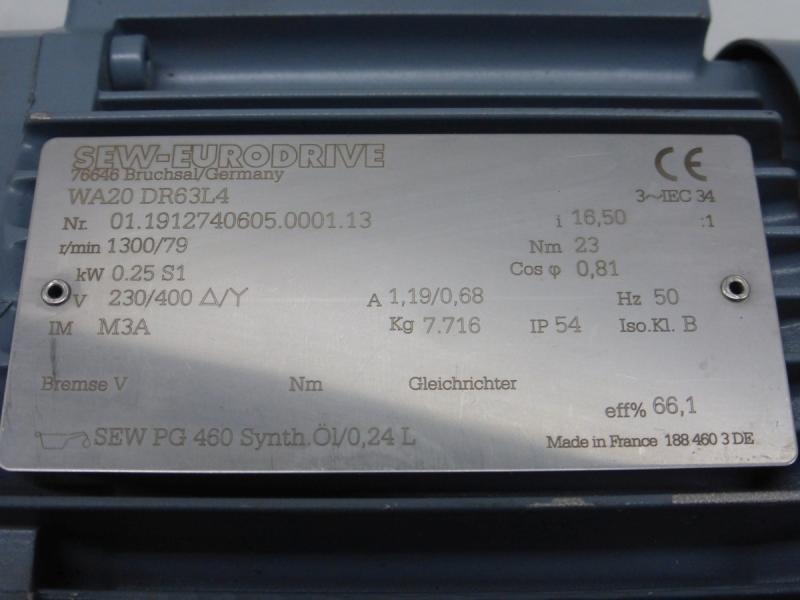 SEW-EURODRIVE
76646 Bruchsal/Germany
CE
WA20 DR63L4
3~IEC 34
Nr. 01.1912740605.0001.13 i 16,50 :1
r/min 1300/79 Nm 23
kW 0.25 S1 Cos φ 0,81
V 230/400 △/Y A 1,19/0,68 Hz 50
IM M3A Kg 7.716 IP 54 Iso.Kl. B
Bremse V Nm Gleichrichter
eff% 66,1
SEW PG 460 Synth.Öl/0,24 L Made in France 188 460 3 DE